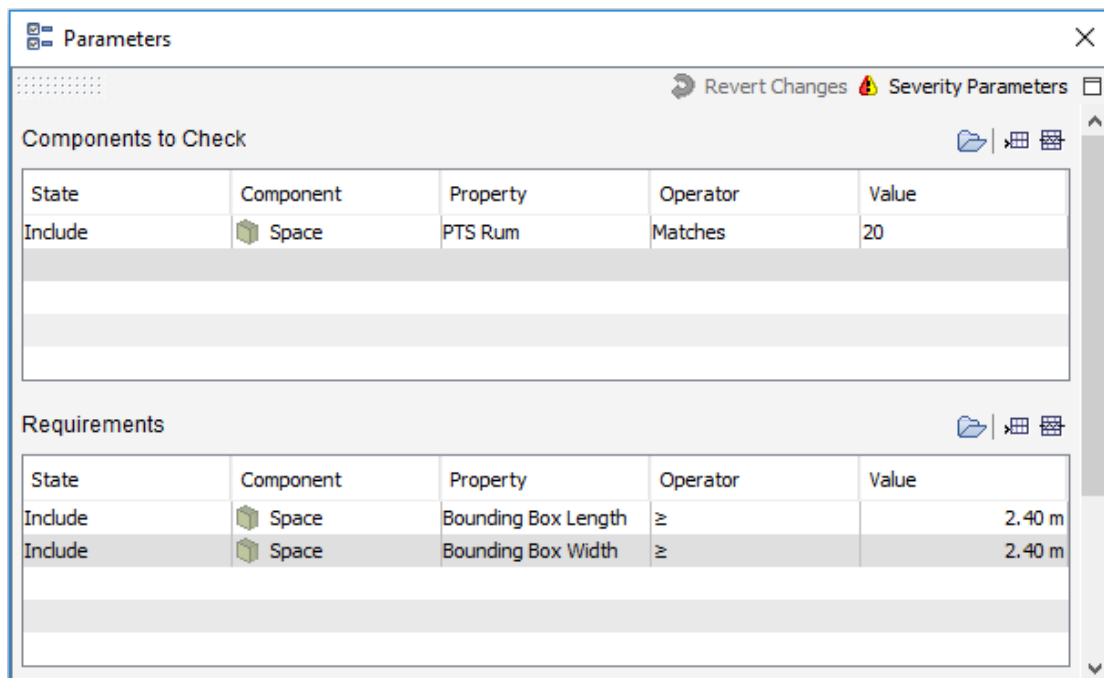 Parameters
Revert Changes Severity Parameters
Components to Check
State Component Property Operator Value
Include Space PTS Rum Matches 20
Requirements
State Component Property Operator Value
Include Space Bounding Box Length ≥ 2.40 m
Include Space Bounding Box Width ≥ 2.40 m